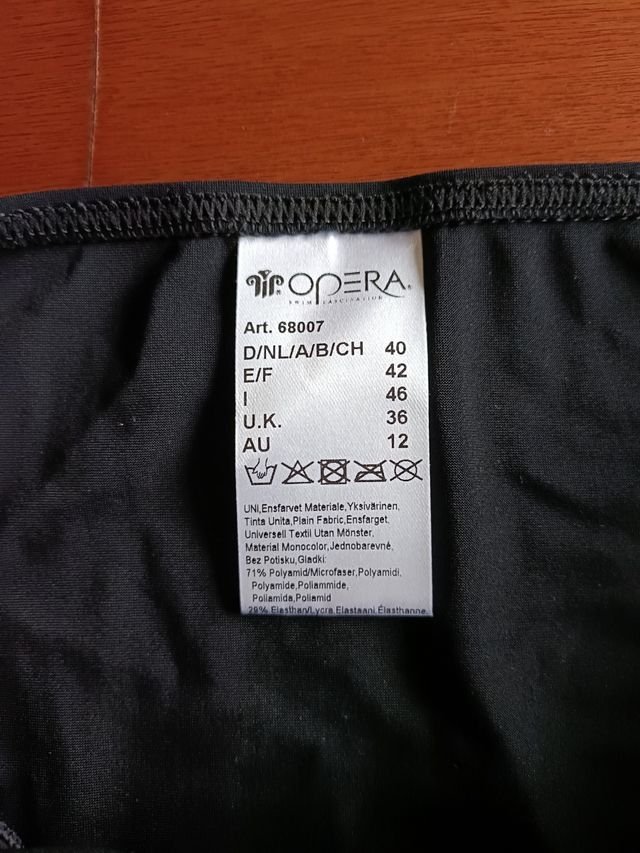 OPERA®
SWIM FASCINATION
Art. 68007
D/NL/A/B/CH 40
E/F 42
I 46
U.K. 36
AU 12
UNI,Ensfarvet Materiale,Yksivärinen,
Tinta Unita,Plain Fabric,Ensfarget,
Universell Textil Utan Mönster,
Material Monocolor,Jednobarevné,
Bez Potisku,Gladki:
71% Polyamid/Microfaser,Polyamidi,
Polyamide,Poliammide,
Poliamida,Poliamid
29% Elasthan/Lycra,Elastaani,Élasthanne,